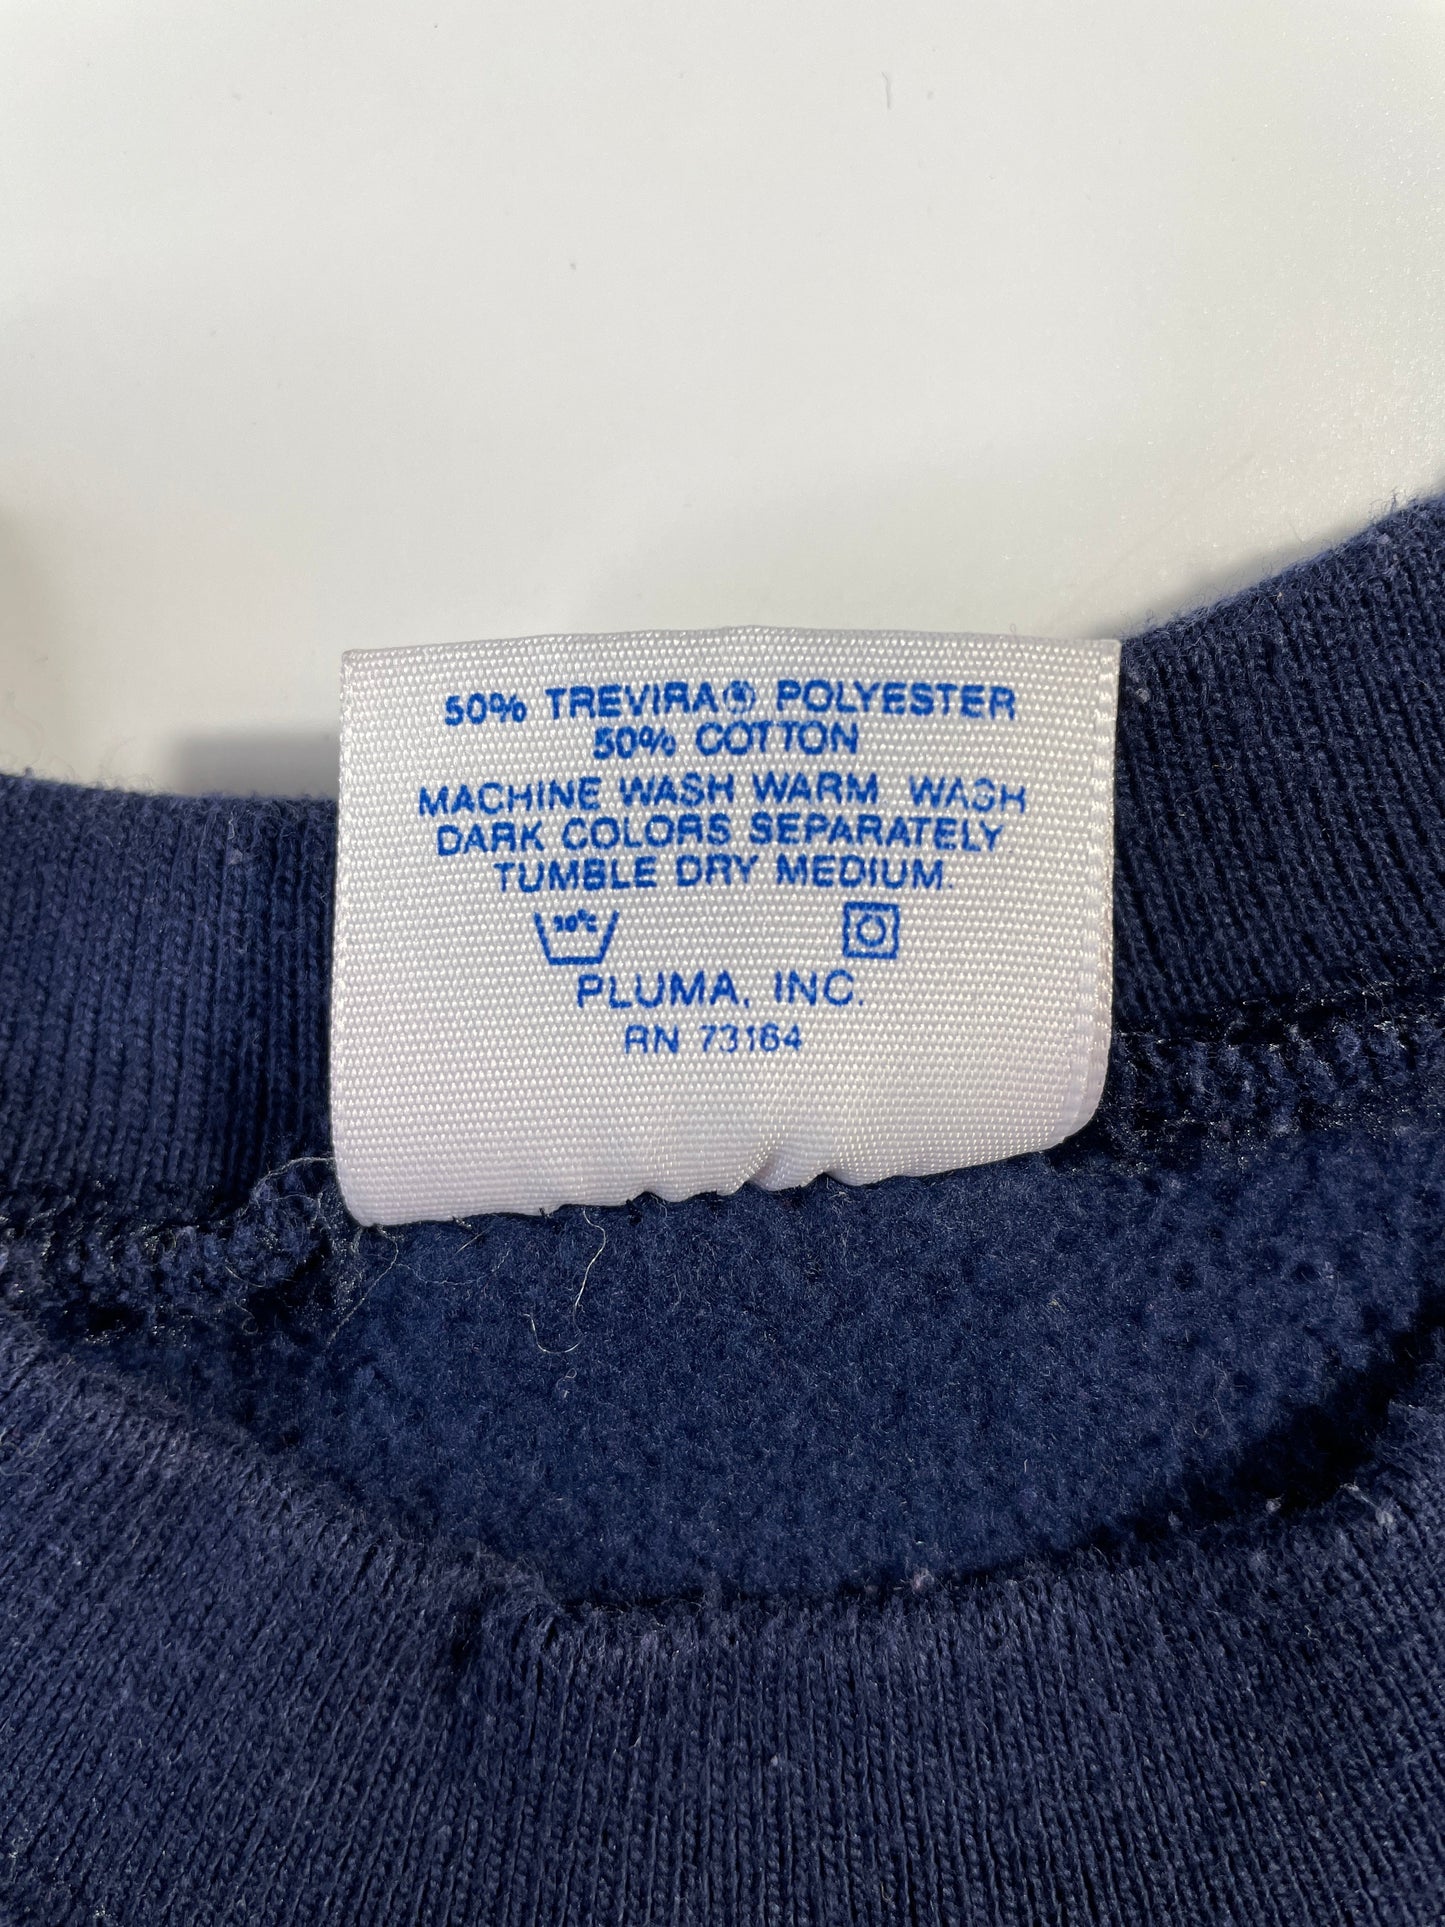 50% TREVIRA® POLYESTER
50% COTTON
MACHINE WASH WARM WASH
DARK COLORS SEPARATELY
TUMBLE DRY MEDIUM.
30°C
PLUMA, INC.
RN 73164